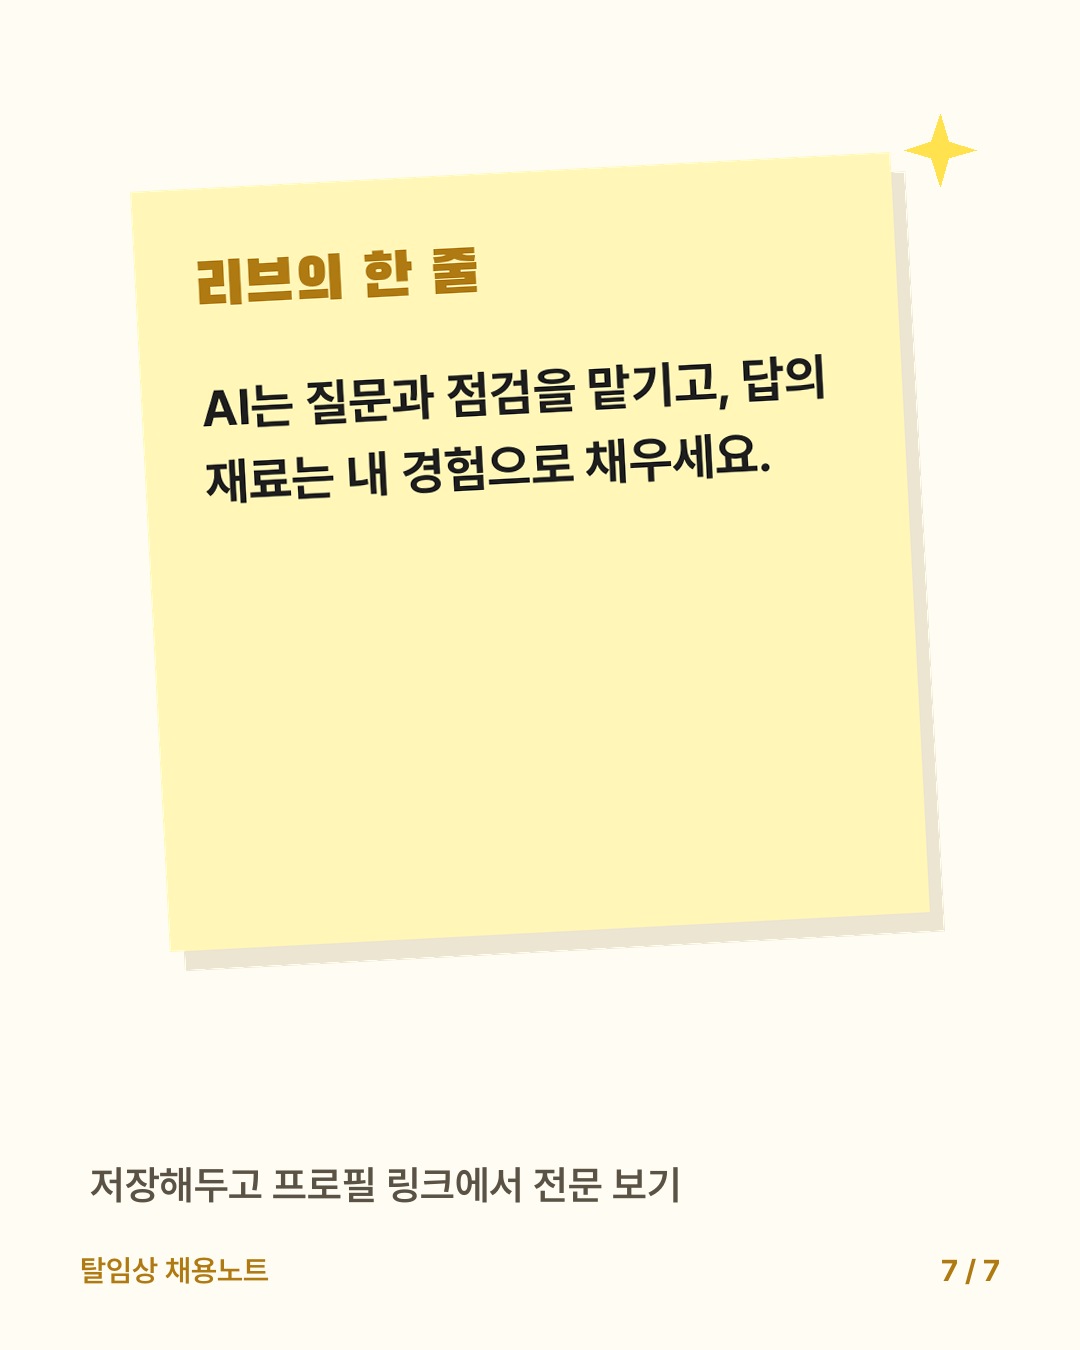 리브의 한 줄
AI는 질문과 점검을 맡기고, 답의
재료는 내 경험으로 채우세요.
저장해두고 프로필 링크에서 전문 보기
탈임상 채용노트
7 / 7